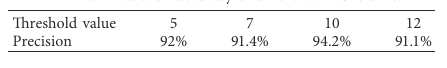 Threshold value 5 7 10 12
Precision 92% 91.4% 94.2% 91.1%